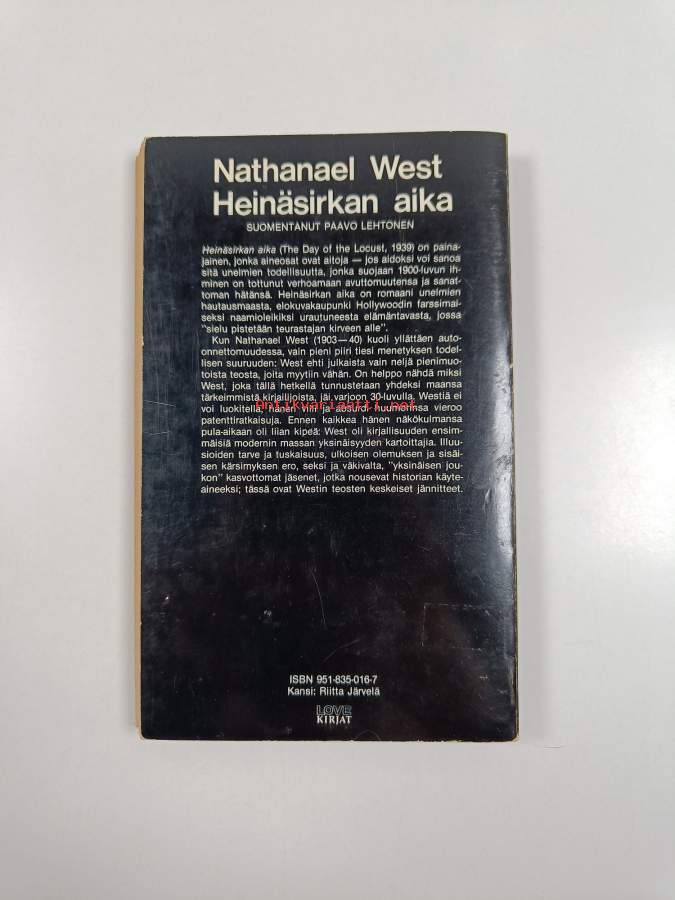 Nathanael West
Heinäsirkan aika
SUOMENTANUT PAAVO LEHTONEN
Heinäsirkan aika (The Day of the Locust, 1939) on paina-
jainen, jonka aineosat ovat aitoja — jos aidoksi voi sanoa
sitä unelmien todellisuutta, jonka suojaan 1900-luvun ih-
minen on tottunut verhoamaan avuttomuutensa ja sanat-
toman hätänsä. Heinäsirkan aika on romaani unelmien
hautausmaasta, elokuvakaupunki Hollywoodin farssimai-
seksi naamioleikiksi urautuneesta elämäntavasta, jossa
"sielu pistetään teurastajan kirveen alle".
Kun Nathanael West (1903—40) kuoli yllättäen auto-
onnettomuudessa, vain pieni piiri tiesi menetyksen todel-
lisen suuruuden: West ehti julkaista vain neljä pienimuo-
toista teosta, joita myytiin vähän. On helppo nähdä miksi
West, joka tällä hetkellä tunnustetaan yhdeksi maansa
tärkeimmistä kirjailijoista, jäi varjoon 30-luvulla. Westiä ei
voi luokitella, hänen viilti ja absurdi huumorinsa vieroo
patenttiratkaisuja. Ennen kaikkea hänen näkökulmansa
pula-aikaan oli liian kipeä: West oli kirjallisuuden ensim-
mäisiä modernin massan yksinäisyyden kartoittajia. Illuu-
sioiden tarve ja tuskaisuus, ulkoisen olemuksen ja sisäi-
sen kärsimyksen ero, seksi ja väkivalta, "yksinäisen jou-
kon" kasvottomat jäsenet, jotka nousevat historian käyte-
aineeksi; tässä ovat Westin teosten keskeiset jännitteet.
Antikvariaatti.net
ISBN 951-835-016-7
Kansi: Riitta Järvelä
LOVE
KIRJAT